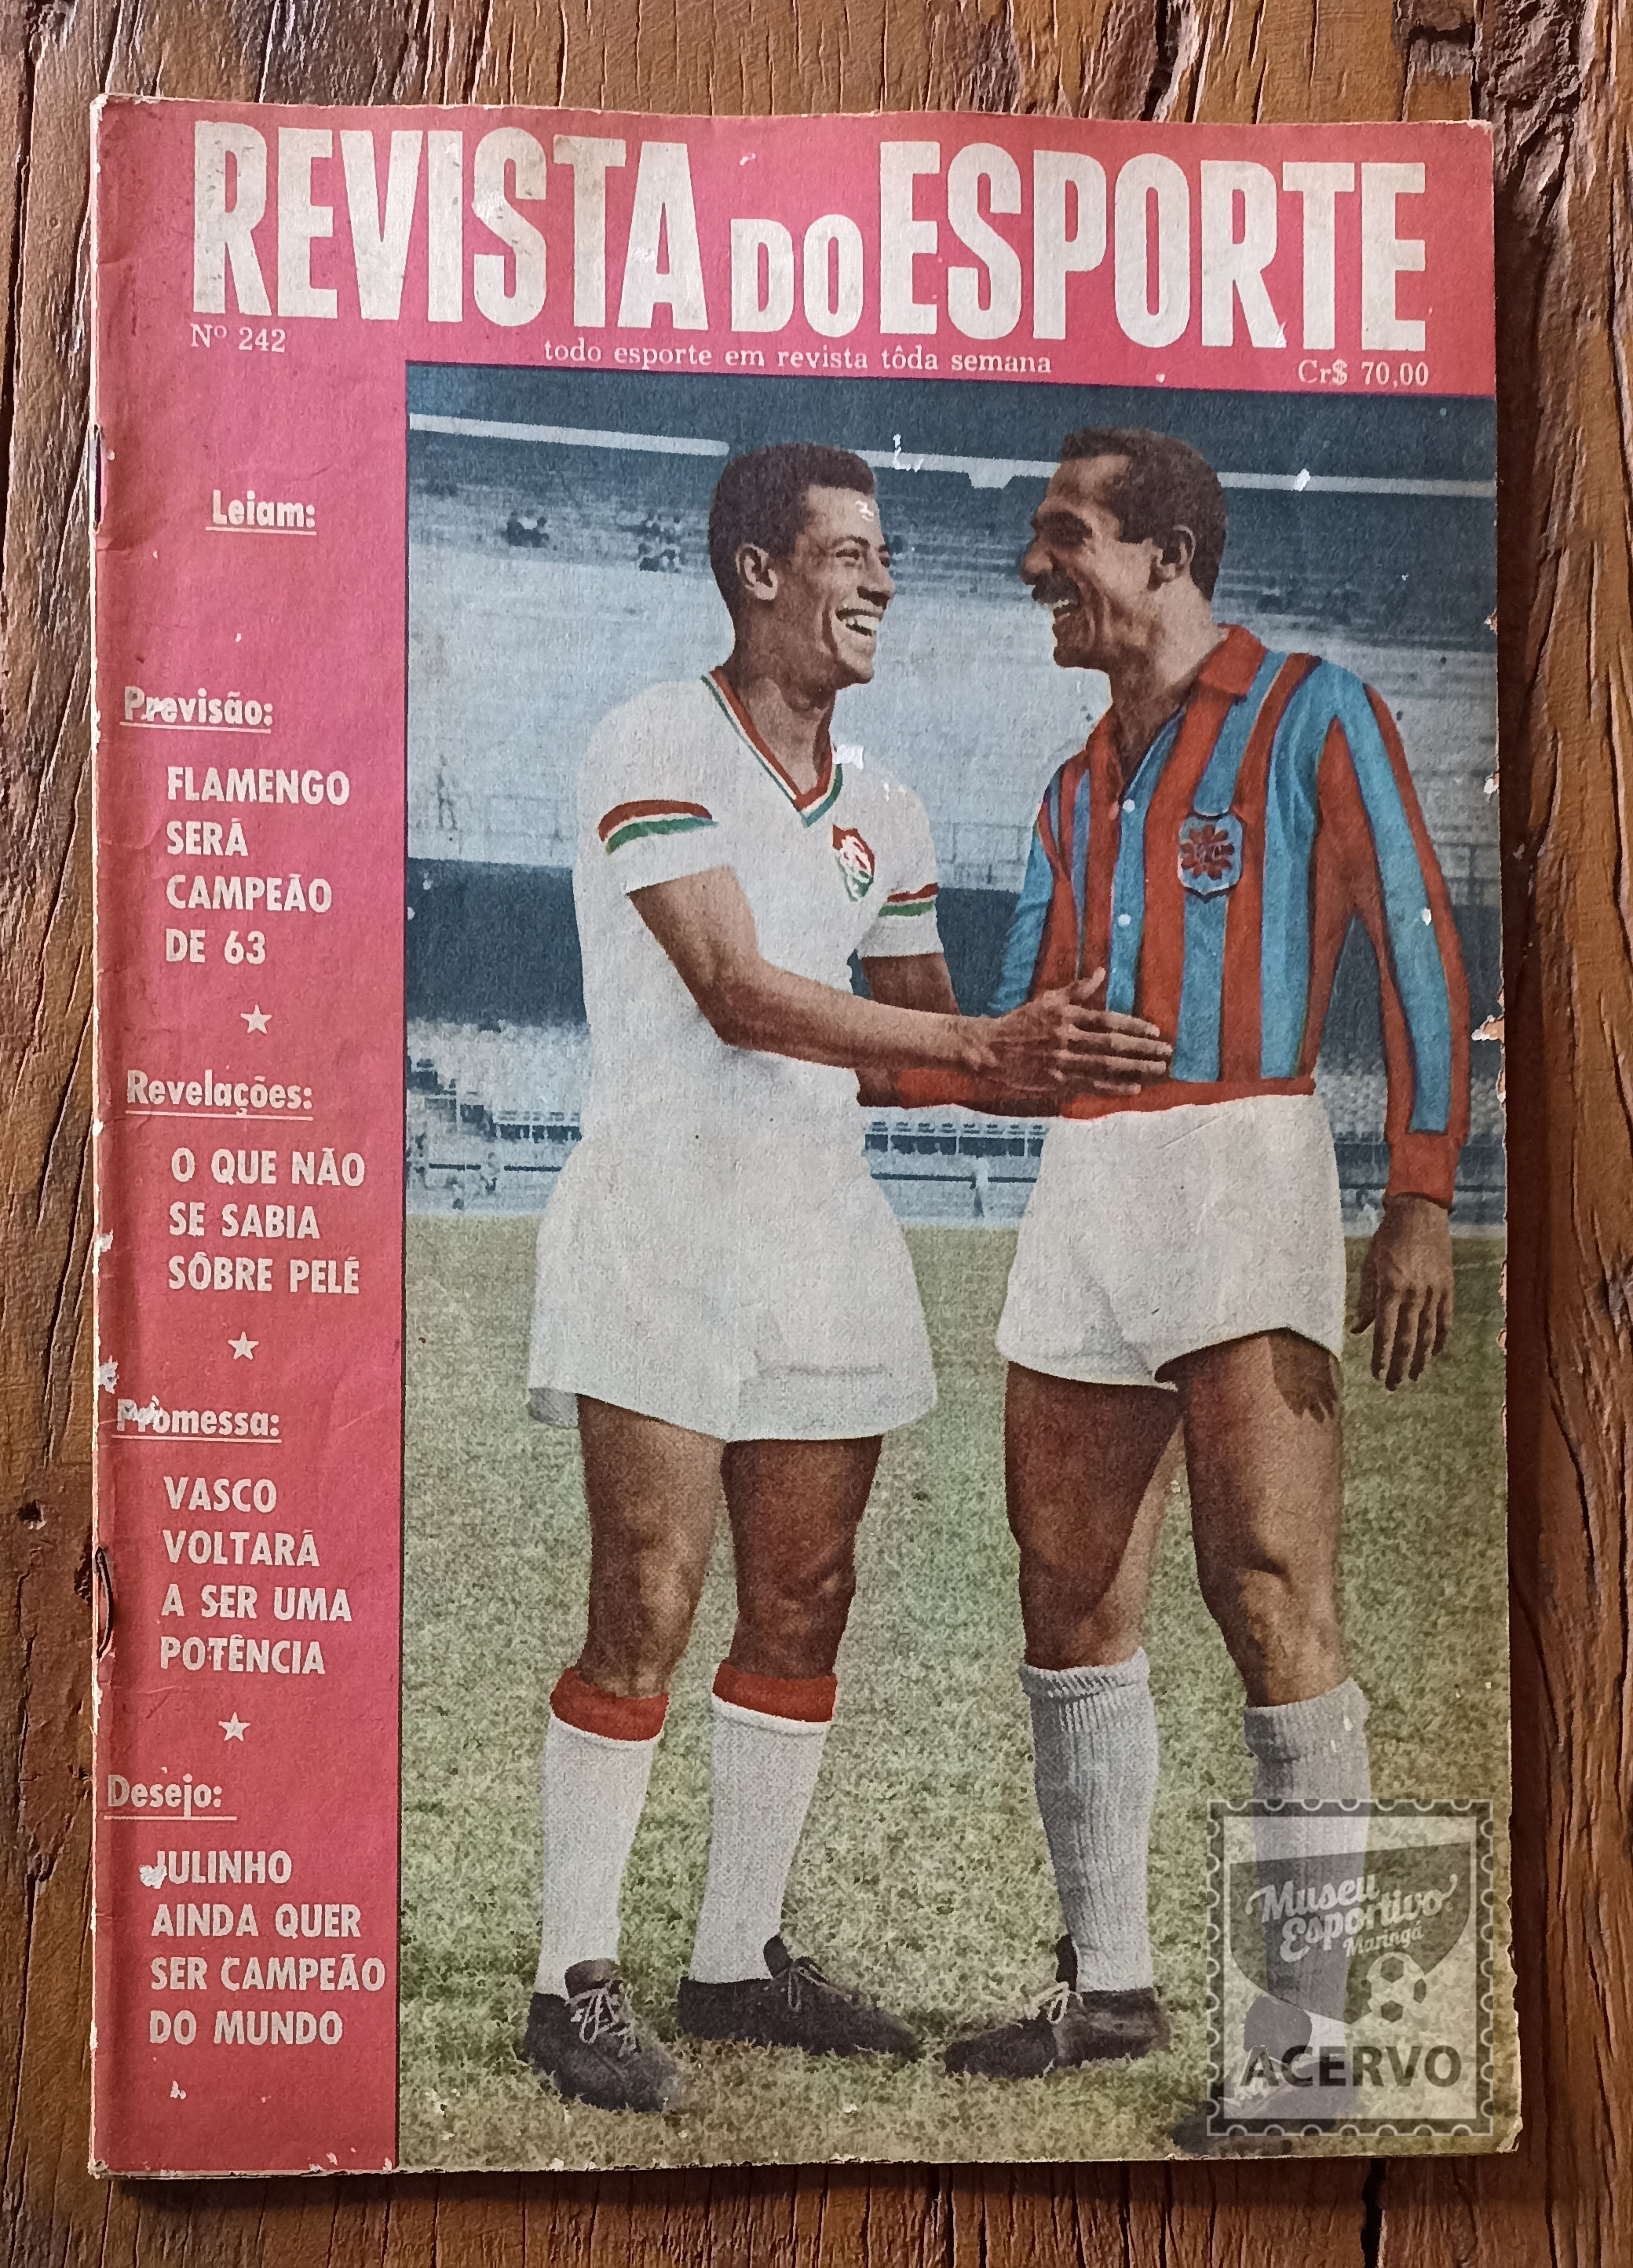 REVISTA DO ESPORTE
Nº 242
todo esporte em revista tôda semana
Cr$ 70,00
Leiam:
Previsão:
FLAMENGO
SERÁ
CAMPEÃO
DE 63
Revelações:
O QUE NÃO
SE SABIA
SÔBRE PELÉ
Promessa:
VASCO
VOLTARÁ
A SER UMA
POTÊNCIA
Desejo:
JULINHO
AINDA QUER
SER CAMPEÃO
DO MUNDO
Museu
Esportivo
Maringá
ACERVO